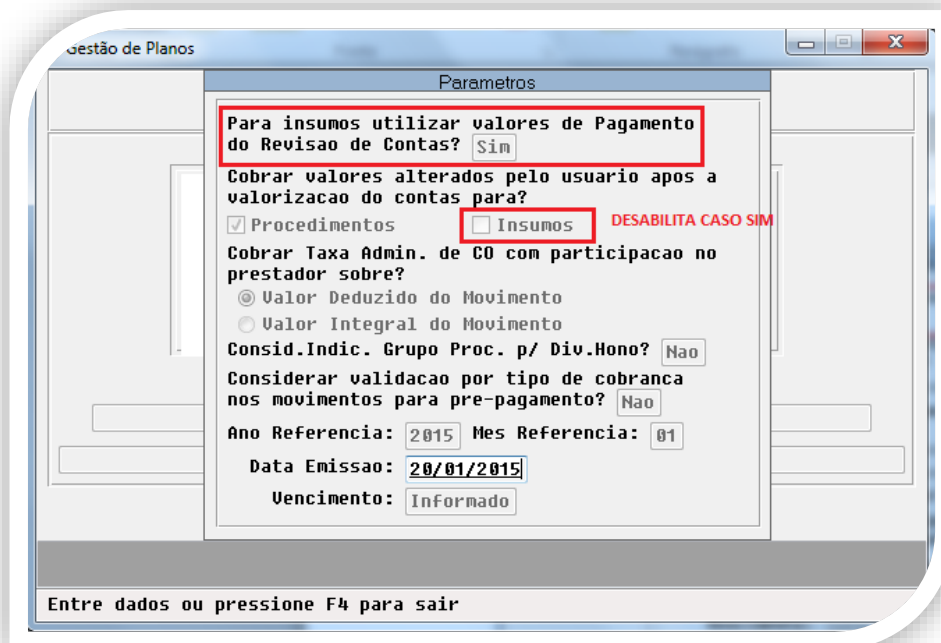 Gestão de Planos
Parametros
Para insumos utilizar valores de Pagamento
do Revisao de Contas? Sim
Cobrar valores alterados pelo usuario apos a
valorizacao do contas para?
Procedimentos Insumos DESABILITA CASO SIM
Cobrar Taxa Admin. de CO com participacao no
prestador sobre?
Valor Deduzido do Movimento
Valor Integral do Movimento
Consid.Indic. Grupo Proc. p/ Div.Hono? Nao
Considerar validacao por tipo de cobranca
nos movimentos para pre-pagamento? Nao
Ano Referencia: 2015 Mes Referencia: 01
Data Emissao: 20/01/2015
Vencimento: Informado
Entre dados ou pressione F4 para sair